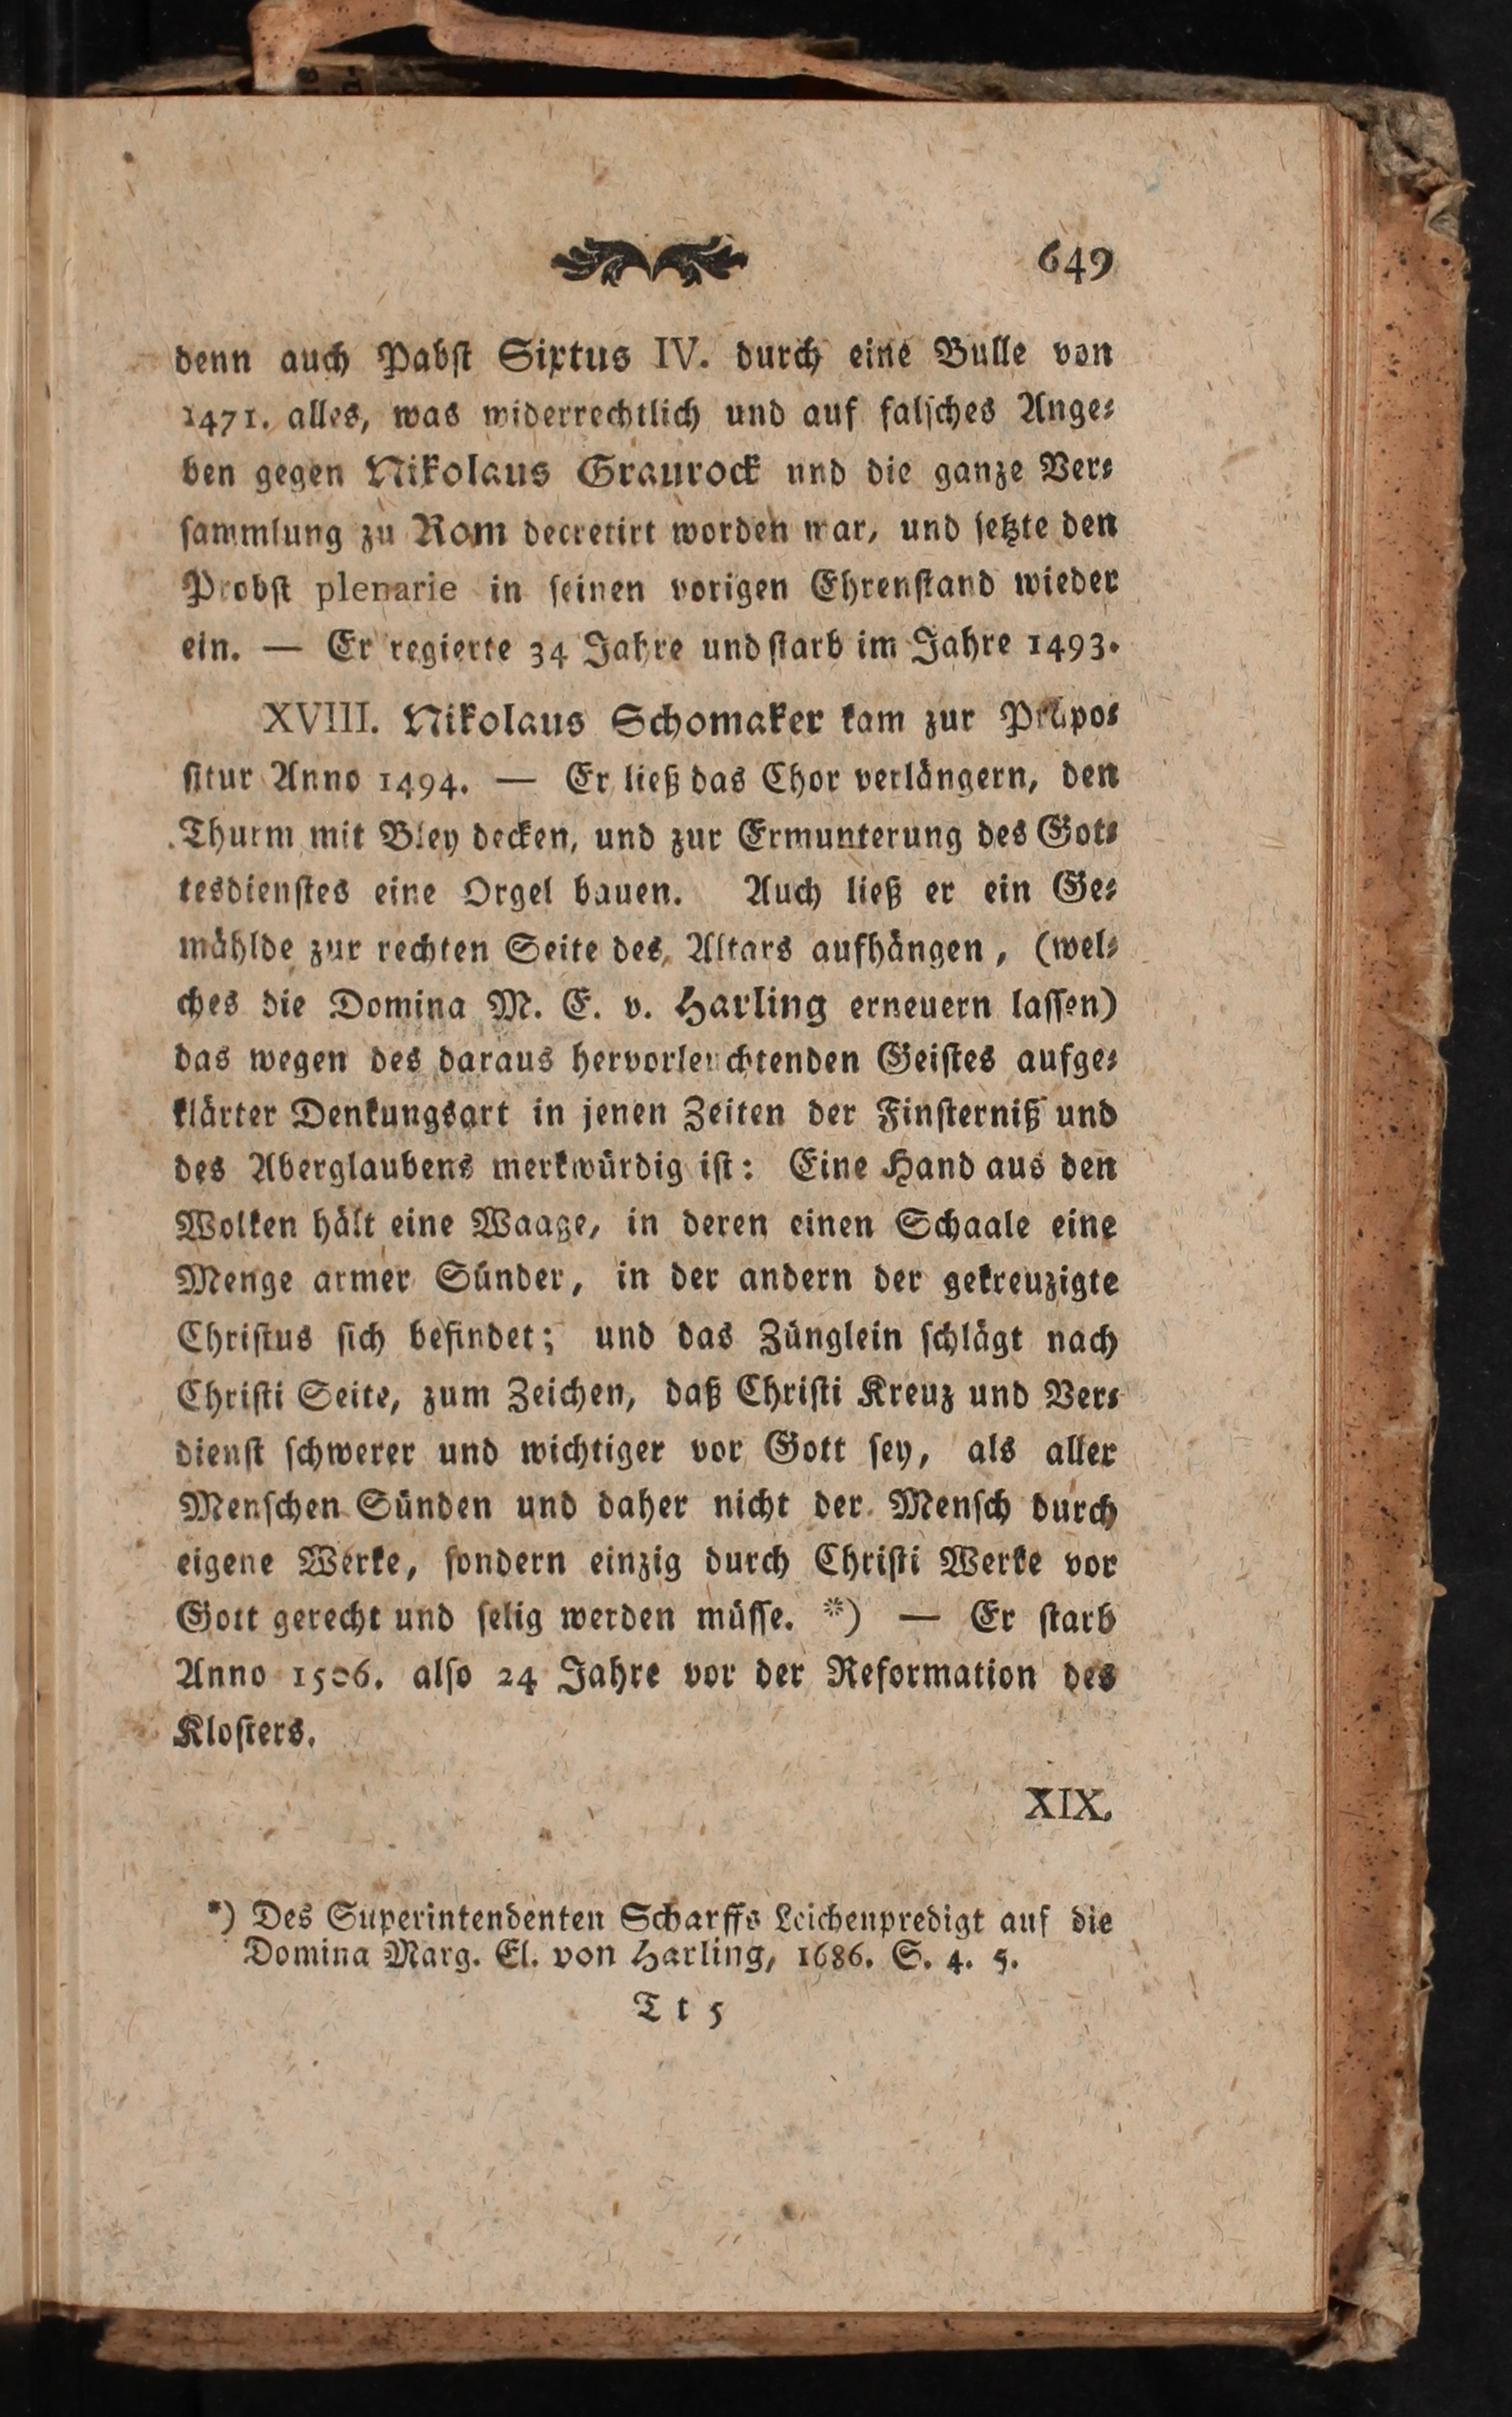 649
denn auch Pabst Sixtus IV. durch eine Bulle von
1471. alles, was widerrechtlich und auf falsches Ange-
ben gegen Nikolaus Graurock und die ganze Ver-
sammlung zu Rom decretirt worden war, und setzte den
Probst plenarie in seinen vorigen Ehrenstand wieder
ein. — Er regierte 34 Jahre und starb im Jahre 1493.
XVIII. Nikolaus Schomaker kam zur Präpo-
situr Anno 1494. — Er ließ das Chor verlängern, den
Thurm mit Bley decken, und zur Ermunterung des Got-
tesdienstes eine Orgel bauen. Auch ließ er ein Ge-
mählde zur rechten Seite des Altars aufhängen, (wel-
ches die Domina M. E. v. Harling erneuern lassen)
das wegen des daraus hervorleuchtenden Geistes aufge-
klärter Denkungsart in jenen Zeiten der Finsterniß und
des Aberglaubens merkwürdig ist: Eine Hand aus den
Wolken hält eine Waage, in deren einen Schaale eine
Menge armer Sünder, in der andern der gekreuzigte
Christus sich befindet; und das Zünglein schlägt nach
Christi Seite, zum Zeichen, daß Christi Kreuz und Ver-
dienst schwerer und wichtiger vor Gott sey, als aller
Menschen Sünden und daher nicht der Mensch durch
eigene Werke, sondern einzig durch Christi Werke vor
Gott gerecht und selig werden müsse. *) — Er starb
Anno 1506. also 24 Jahre vor der Reformation des
Klosters.
XIX.
*) Des Superintendenten Scharffs Leichenpredigt auf die
Domina Marg. El. von Harling, 1686. S. 4. 5.
T t 5